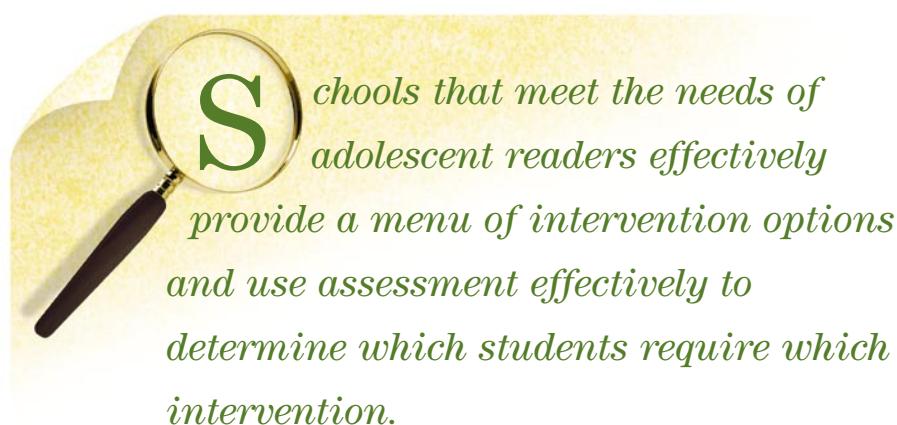 Schools that meet the needs of
adolescent readers effectively
provide a menu of intervention options
and use assessment effectively to
determine which students require which
intervention.